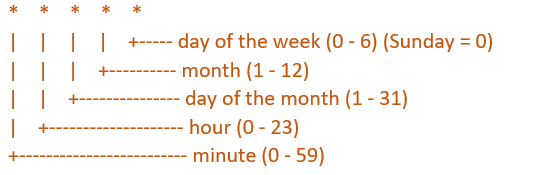 * * * * *
| | | | +----- day of the week (0 - 6) (Sunday = 0)
| | | +---------- month (1 - 12)
| | +--------------- day of the month (1 - 31)
| +-------------------- hour (0 - 23)
+------------------------- minute (0 - 59)